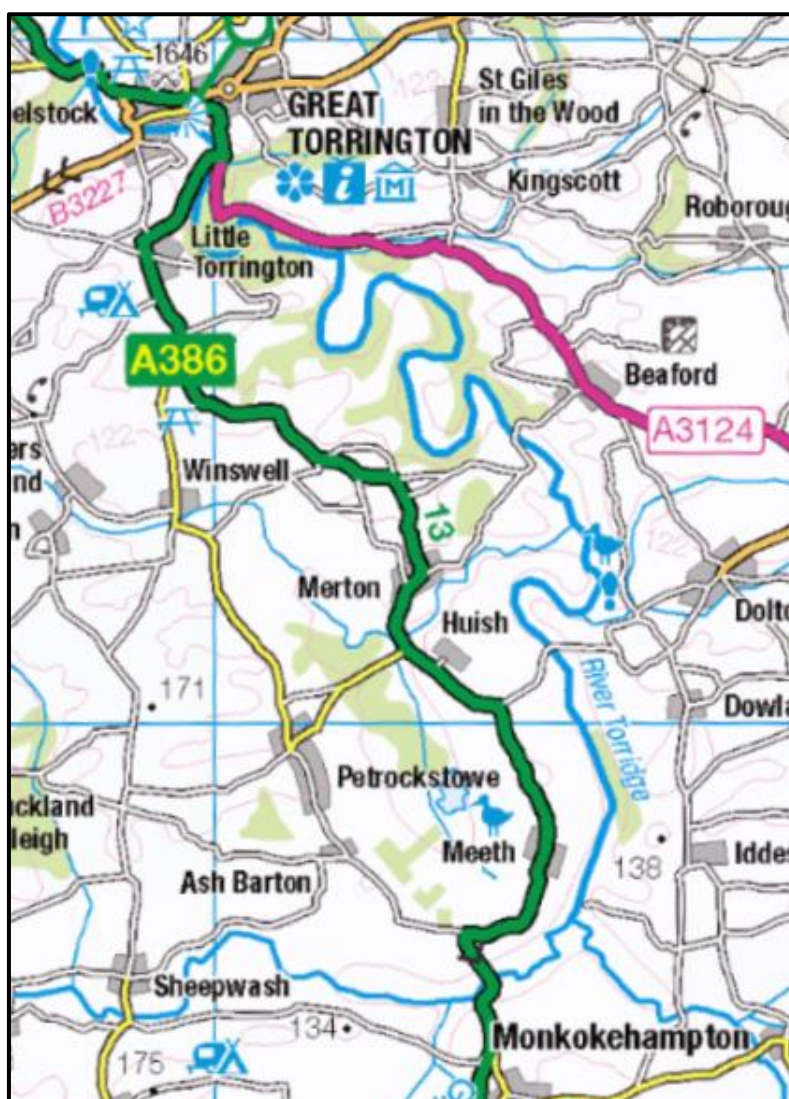 1646
St Giles
in the Wood
122
elstock
GREAT
TORRINGTON
i
M
B3227
Kingscott
Roboroug
Little
Torrington
A386
Beaford
A3124
122
ers
nd
n
Winswell
13
122
Merton
Huish
Dolto
171
River Torridge
Dowla
Petrockstowe
ckland
leigh
Meeth
138
Iddes
Ash Barton
Sheepwash
134
Monkokehampton
175